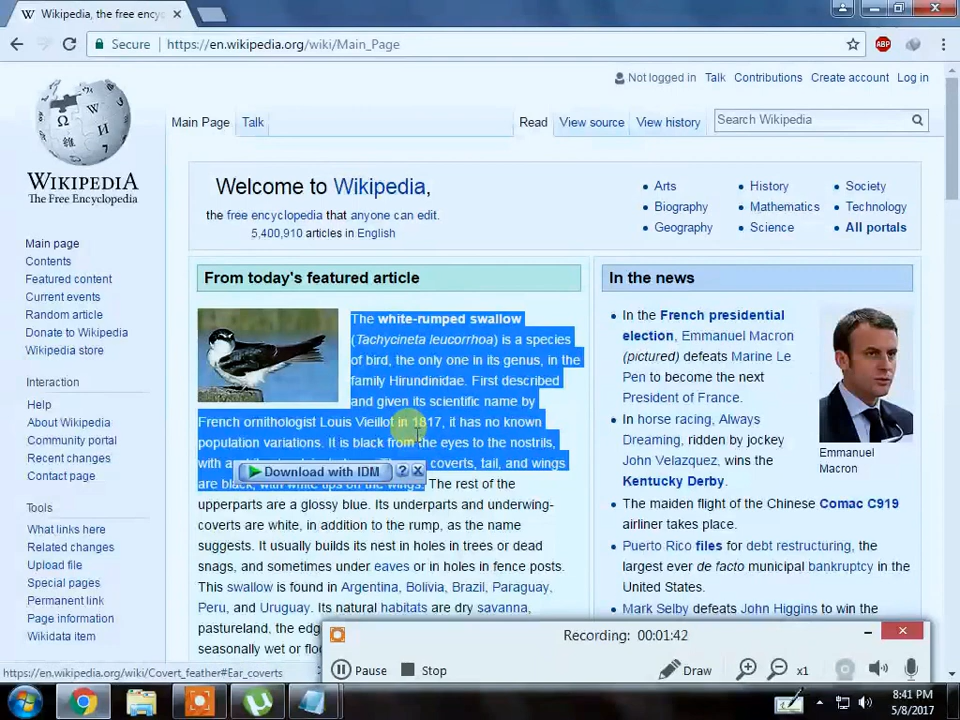 Wikipedia, the free ency
Secure
https://en.wikipedia.org/wiki/Main_Page
ABP
Not logged in Talk Contributions Create account Log in
Main Page Talk
Read View source View history
Search Wikipedia
WIKIPEDIA
The Free Encyclopedia
Main page
Contents
Featured content
Current events
Random article
Donate to Wikipedia
Wikipedia store
Interaction
Help
About Wikipedia
Community portal
Recent changes
Contact page
Tools
What links here
Related changes
Upload file
Special pages
Permanent link
Page information
Wikidata item
Welcome to Wikipedia,
the free encyclopedia that anyone can edit.
5,400,910 articles in English
Arts
Biography
Geography
History
Mathematics
Science
Society
Technology
All portals
From today's featured article
The white-rumped swallow
(Tachycineta leucorrhoa) is a species
of bird, the only one in its genus, in the
family Hirundinidae. First described
and given its scientific name by
French ornithologist Louis Vieillot in 1817, it has no known
population variations. It is black from the eyes to the nostrils,
with a coverts, tail, and wings
are black, with white tips on the wings. The rest of the
upperparts are a glossy blue. Its underparts and underwing-
coverts are white, in addition to the rump, as the name
suggests. It usually builds its nest in holes in trees or dead
snags, and sometimes under eaves or in holes in fence posts.
This swallow is found in Argentina, Bolivia, Brazil, Paraguay,
Peru, and Uruguay. Its natural habitats are dry savanna,
pastureland, the edg
seasonally wet or flo
Download with IDM ?
In the news
In the French presidential
election, Emmanuel Macron
(pictured) defeats Marine Le
Pen to become the next
President of France.
In horse racing, Always
Dreaming, ridden by jockey
John Velazquez, wins the
Kentucky Derby.
Emmanuel
Macron
The maiden flight of the Chinese Comac C919
airliner takes place.
Puerto Rico files for debt restructuring, the
largest ever de facto municipal bankruptcy in the
United States.
Mark Selby defeats John Higgins to win the
Recording: 00:01:42
Pause Stop Draw x1
https://en.wikipedia.org/wiki/Covert_feather#Ear_coverts
8:41 PM
5/8/2017